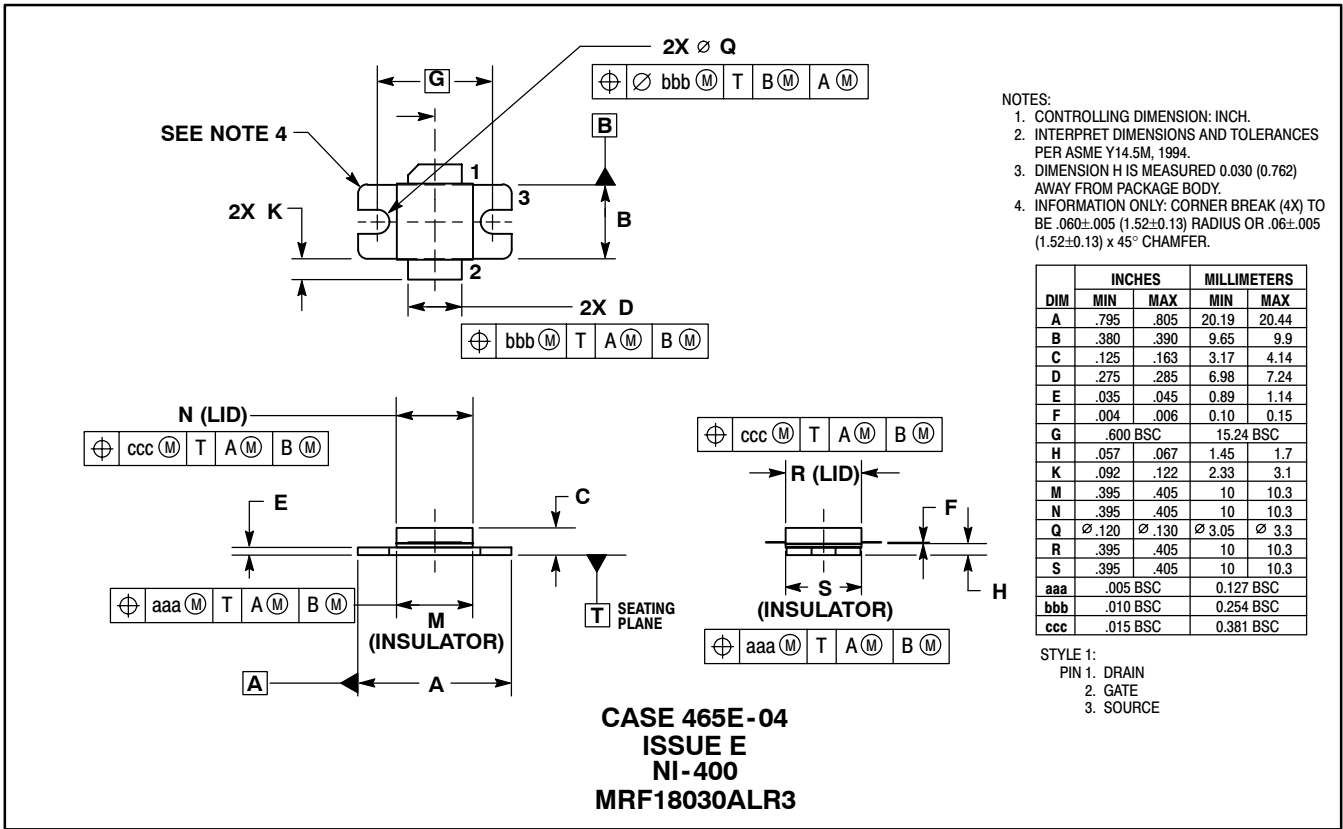 2X ⌀ Q
⌖ ⌀ bbb Ⓜ T B Ⓜ A Ⓜ
G
B
SEE NOTE 4
1
3
2X K
B
2
2X D
⌖ bbb Ⓜ T A Ⓜ B Ⓜ
N (LID)
⌖ ccc Ⓜ T A Ⓜ B Ⓜ
E
C
⌖ aaa Ⓜ T A Ⓜ B Ⓜ
M
(INSULATOR)
T SEATING
PLANE
A
A
⌖ ccc Ⓜ T A Ⓜ B Ⓜ
R (LID)
F
S
(INSULATOR)
H
⌖ aaa Ⓜ T A Ⓜ B Ⓜ
NOTES:
1. CONTROLLING DIMENSION: INCH.
2. INTERPRET DIMENSIONS AND TOLERANCES
PER ASME Y14.5M, 1994.
3. DIMENSION H IS MEASURED 0.030 (0.762)
AWAY FROM PACKAGE BODY.
4. INFORMATION ONLY: CORNER BREAK (4X) TO
BE .060±.005 (1.52±0.13) RADIUS OR .06±.005
(1.52±0.13) x 45° CHAMFER.
INCHES MILLIMETERS
DIM MIN MAX MIN MAX
A .795 .805 20.19 20.44
B .380 .390 9.65 9.9
C .125 .163 3.17 4.14
D .275 .285 6.98 7.24
E .035 .045 0.89 1.14
F .004 .006 0.10 0.15
G .600 BSC 15.24 BSC
H .057 .067 1.45 1.7
K .092 .122 2.33 3.1
M .395 .405 10 10.3
N .395 .405 10 10.3
Q ⌀ .120 ⌀ .130 ⌀ 3.05 ⌀ 3.3
R .395 .405 10 10.3
S .395 .405 10 10.3
aaa .005 BSC 0.127 BSC
bbb .010 BSC 0.254 BSC
ccc .015 BSC 0.381 BSC
STYLE 1:
PIN 1. DRAIN
2. GATE
3. SOURCE
CASE 465E-04
ISSUE E
NI-400
MRF18030ALR3